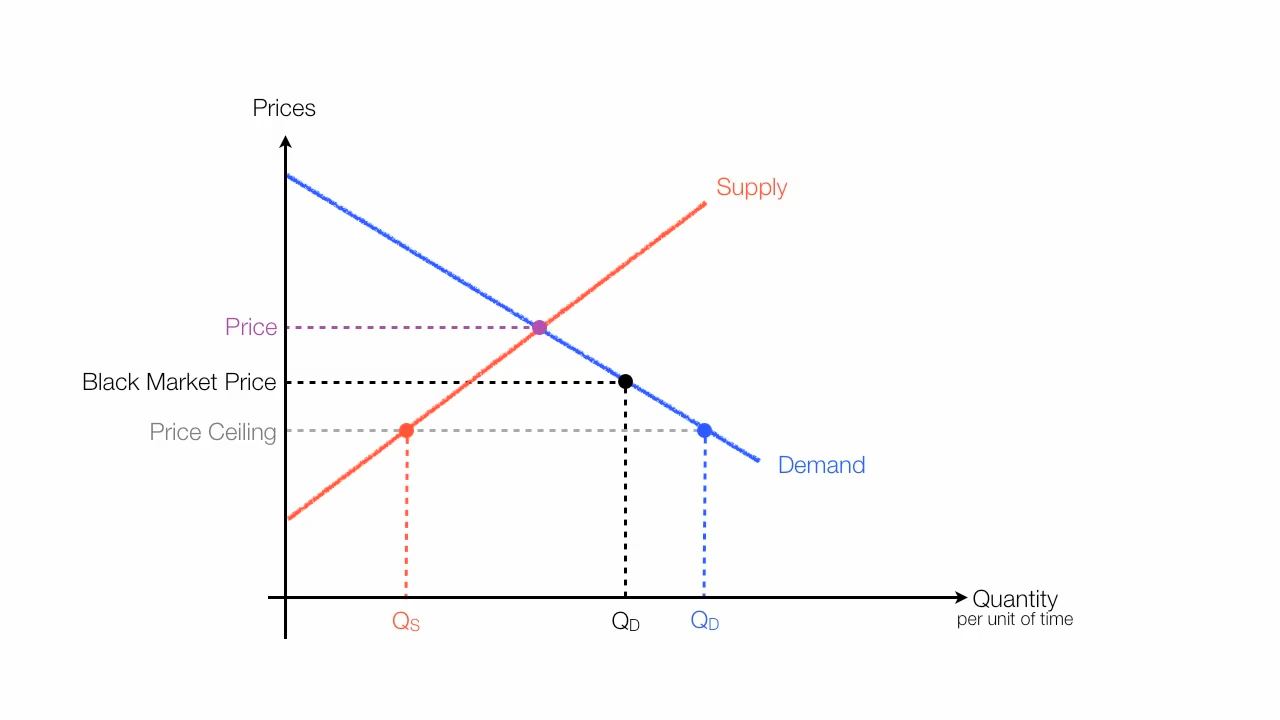 Prices
Supply
Price
Black Market Price
Price Ceiling
Demand
Quantity
per unit of time
QS
QD
QD